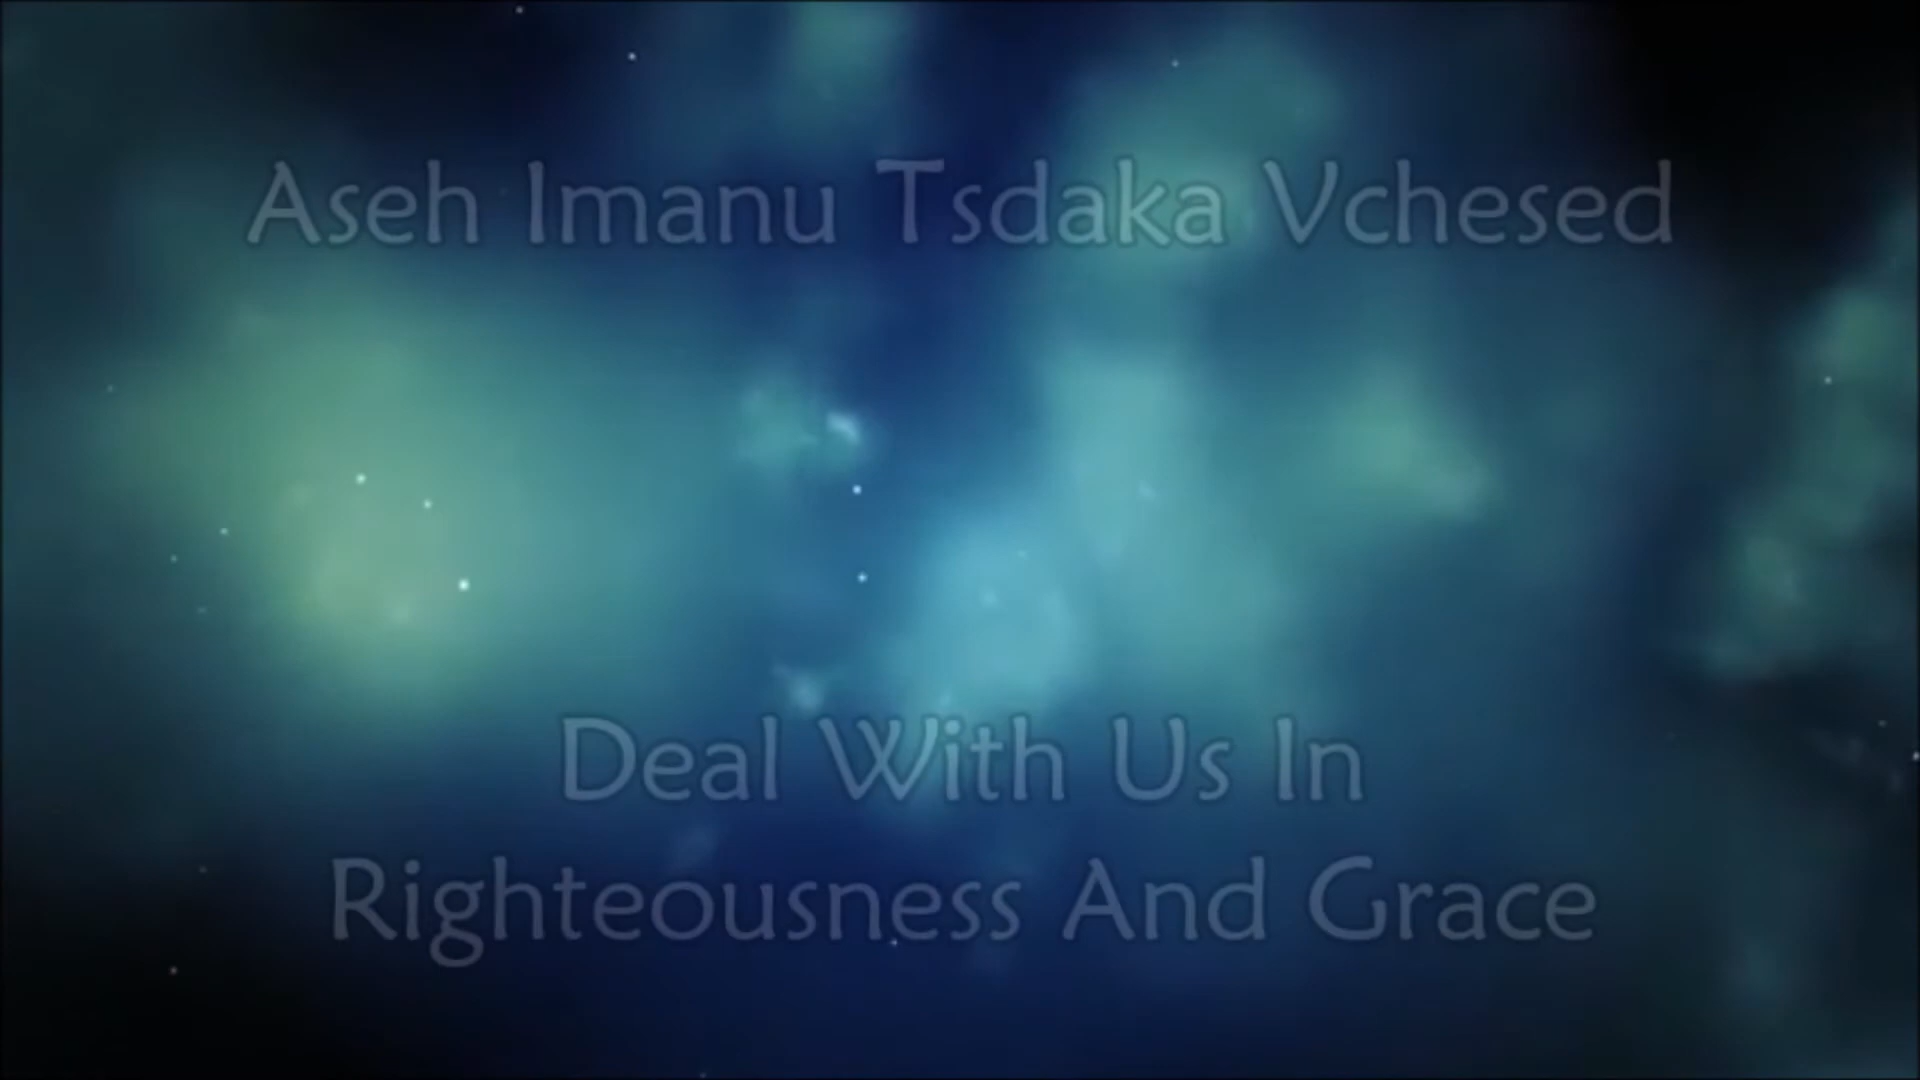 Aseh Imanu Tsdaka Vchesed
Deal With Us In
Righteousness And Grace